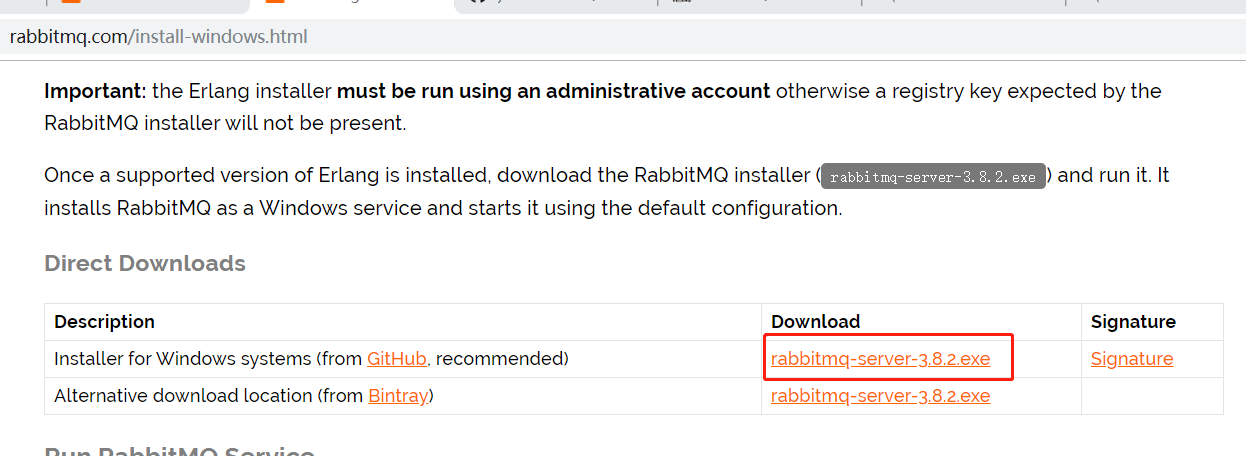 rabbitmq.com/install-windows.html
Important: the Erlang installer must be run using an administrative account otherwise a registry key expected by the
RabbitMQ installer will not be present.
Once a supported version of Erlang is installed, download the RabbitMQ installer ( rabbitmq-server-3.8.2.exe ) and run it. It
installs RabbitMQ as a Windows service and starts it using the default configuration.
Direct Downloads
Description Download Signature
Installer for Windows systems (from GitHub, recommended) rabbitmq-server-3.8.2.exe Signature
Alternative download location (from Bintray) rabbitmq-server-3.8.2.exe
Run RabbitMQ Service